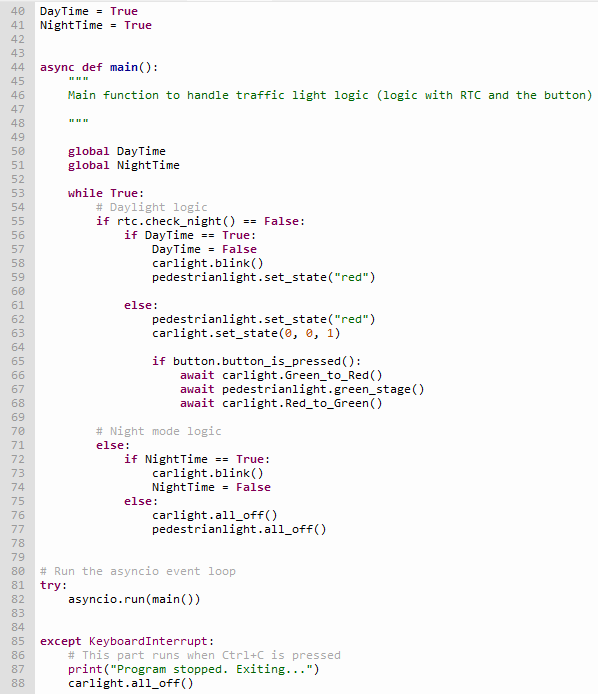 40 DayTime = True
41 NightTime = True
42
43
44 async def main():
45     """
46     Main function to handle traffic light logic (logic with RTC and the button)
47
48     """
49
50     global DayTime
51     global NightTime
52
53     while True:
54         # Daylight logic
55         if rtc.check_night() == False:
56             if DayTime == True:
57                 DayTime = False
58                 carlight.blink()
59                 pedestrianlight.set_state("red")
60
61             else:
62                 pedestrianlight.set_state("red")
63                 carlight.set_state(0, 0, 1)
64
65                 if button.button_is_pressed():
66                     await carlight.Green_to_Red()
67                     await pedestrianlight.green_stage()
68                     await carlight.Red_to_Green()
69
70         # Night mode logic
71         else:
72             if NightTime == True:
73                 carlight.blink()
74                 NightTime = False
75             else:
76                 carlight.all_off()
77                 pedestrianlight.all_off()
78
79
80 # Run the asyncio event loop
81 try:
82     asyncio.run(main())
83
84
85 except KeyboardInterrupt:
86     # This part runs when Ctrl+C is pressed
87     print("Program stopped. Exiting...")
88     carlight.all_off()